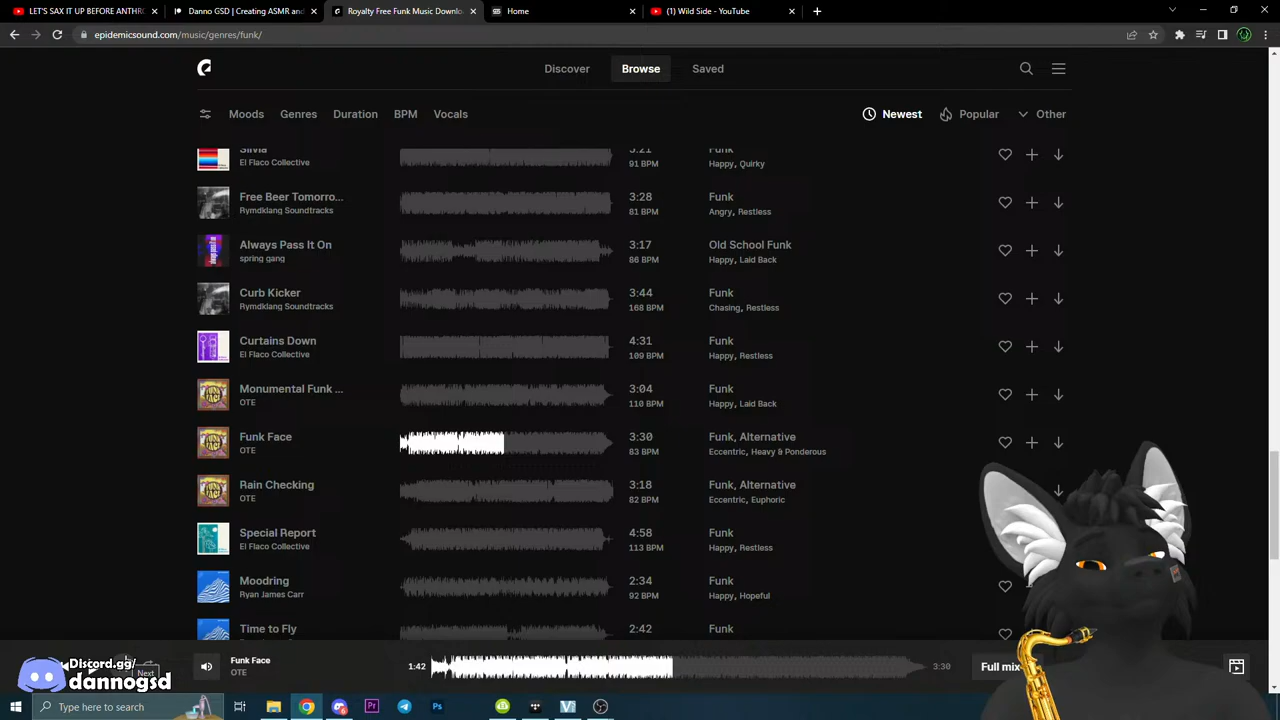 LET'S SAX IT UP BEFORE ANTHR
Danno GSD | Creating ASMR and
Royalty Free Funk Music Downlo
Home
(1) Wild Side - YouTube
epidemicsound.com/music/genres/funk/
Discover
Browse
Saved
Moods
Genres
Duration
BPM
Vocals
Newest
Popular
Other
Silvia
El Flaco Collective
3:21
91 BPM
Funk
Happy, Quirky
Free Beer Tomorro...
Rymdklang Soundtracks
3:28
81 BPM
Funk
Angry, Restless
Always Pass It On
spring gang
3:17
86 BPM
Old School Funk
Happy, Laid Back
Curb Kicker
Rymdklang Soundtracks
3:44
168 BPM
Funk
Chasing, Restless
Curtains Down
El Flaco Collective
4:31
109 BPM
Funk
Happy, Restless
Monumental Funk ...
OTE
3:04
110 BPM
Funk
Happy, Laid Back
Funk Face
OTE
3:30
83 BPM
Funk, Alternative
Eccentric, Heavy & Ponderous
Rain Checking
OTE
3:18
82 BPM
Funk, Alternative
Eccentric, Euphoric
Special Report
El Flaco Collective
4:58
113 BPM
Funk
Happy, Restless
Moodring
Ryan James Carr
2:34
92 BPM
Funk
Happy, Hopeful
Time to Fly
2:42
Funk
Discord.gg/
dannogsd
Next
Funk Face
OTE
1:42
3:30
Full mix
Type here to search